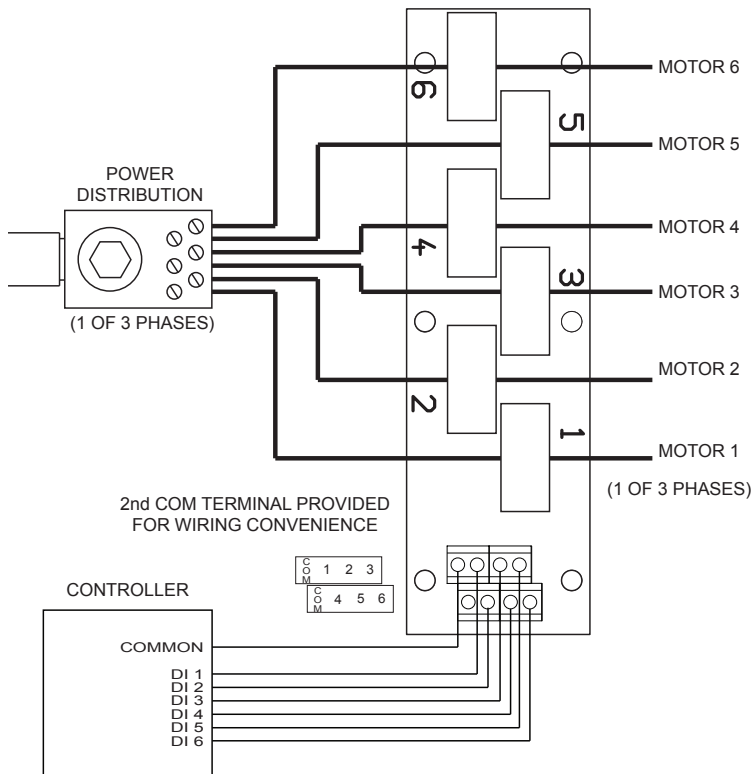 MOTOR 6
6
5
MOTOR 5
POWER
DISTRIBUTION
MOTOR 4
4
3
MOTOR 3
(1 OF 3 PHASES)
MOTOR 2
2
1
MOTOR 1
(1 OF 3 PHASES)
2nd COM TERMINAL PROVIDED
FOR WIRING CONVENIENCE
COM 1 2 3
COM 4 5 6
CONTROLLER
COMMON
DI 1
DI 2
DI 3
DI 4
DI 5
DI 6